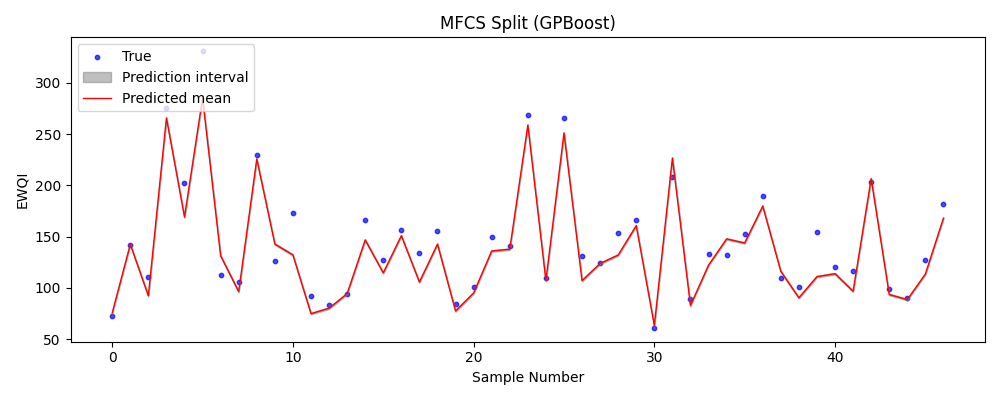 MFCS Split (GPBoost)
True
Prediction interval
Predicted mean
300
250
200
150
100
50
EWQI
0 10 20 30 40
Sample Number